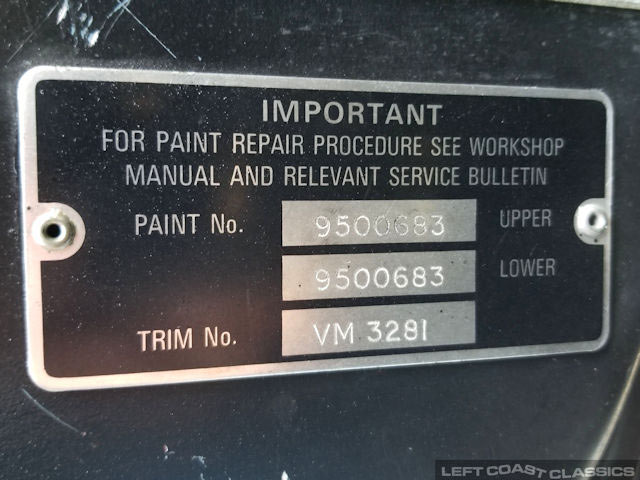 IMPORTANT
FOR PAINT REPAIR PROCEDURE SEE WORKSHOP
MANUAL AND RELEVANT SERVICE BULLETIN
PAINT No. 9500683 UPPER
9500683 LOWER
TRIM No. VM 3281
LEFT COAST CLASSICS